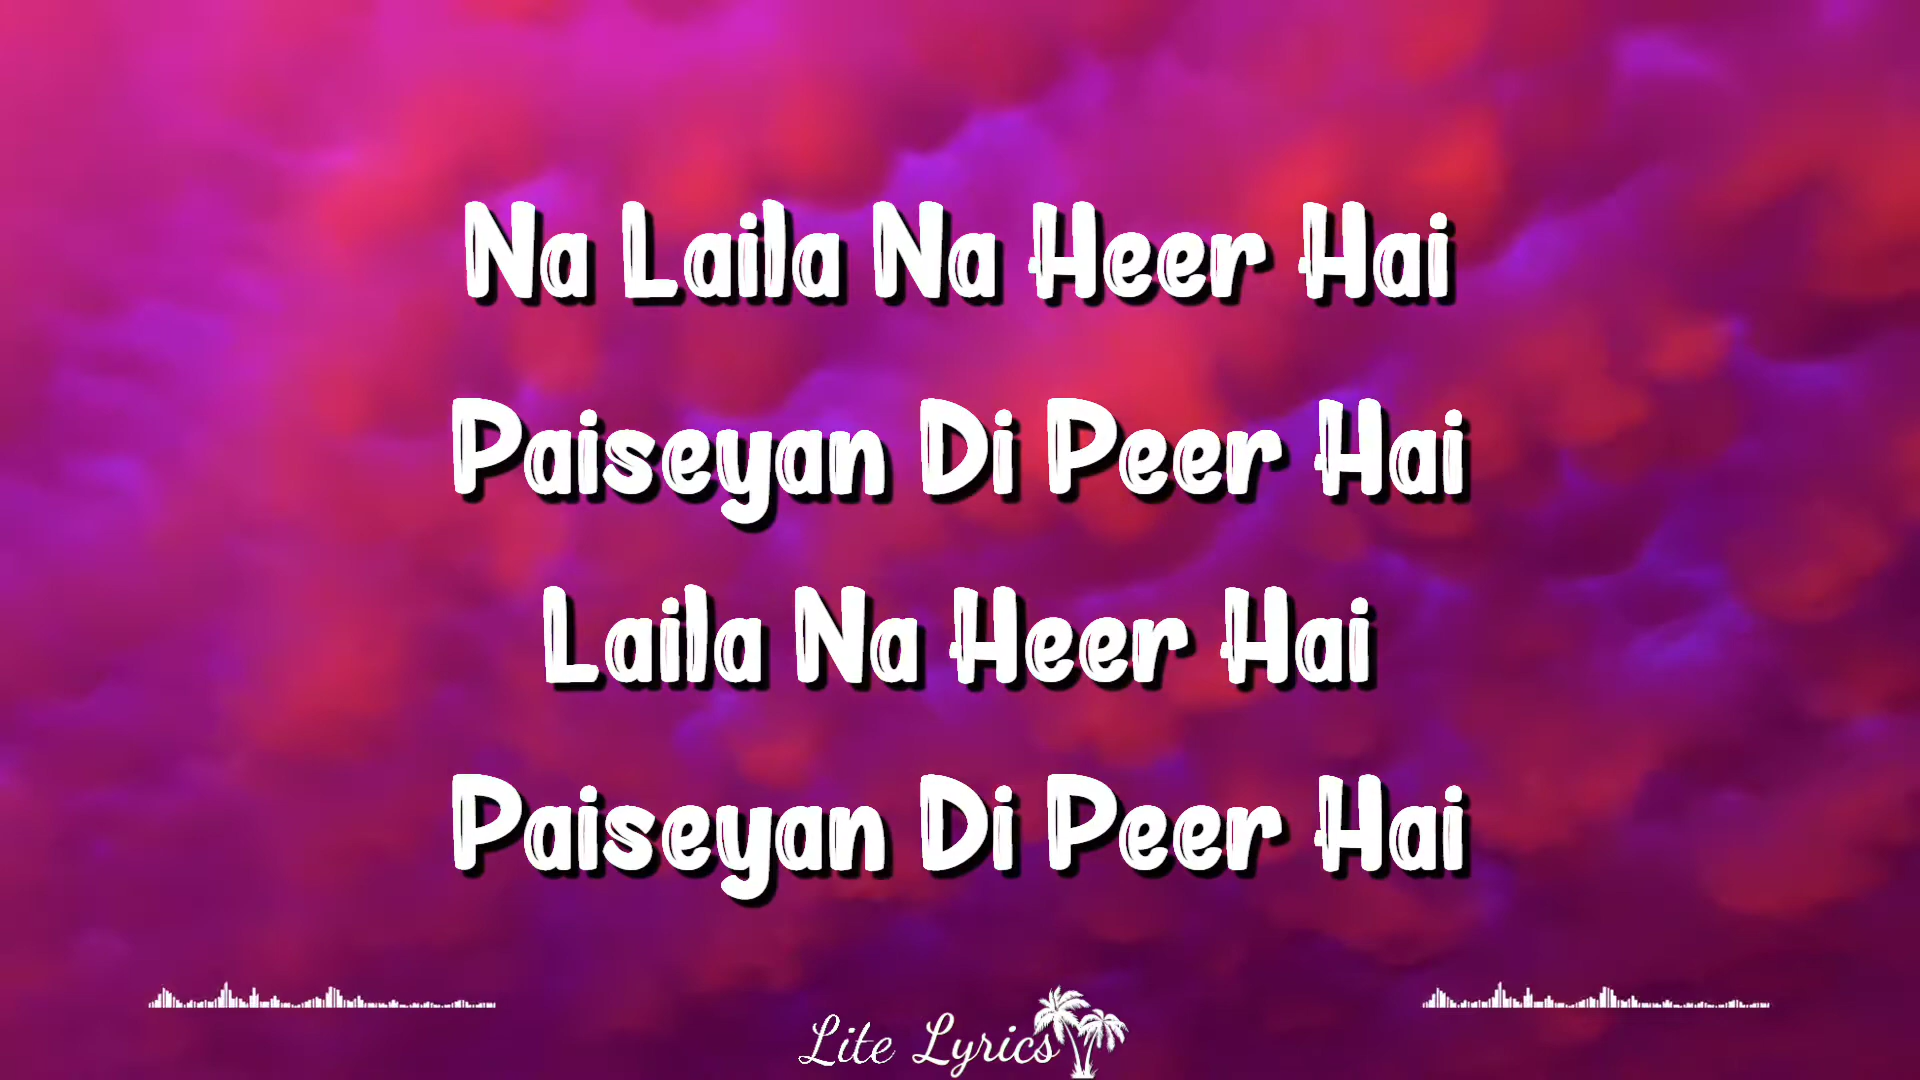 Na Laila Na Heer Hai
Paiseyan Di Peer Hai
Laila Na Heer Hai
Paiseyan Di Peer Hai
Lite Lyrics